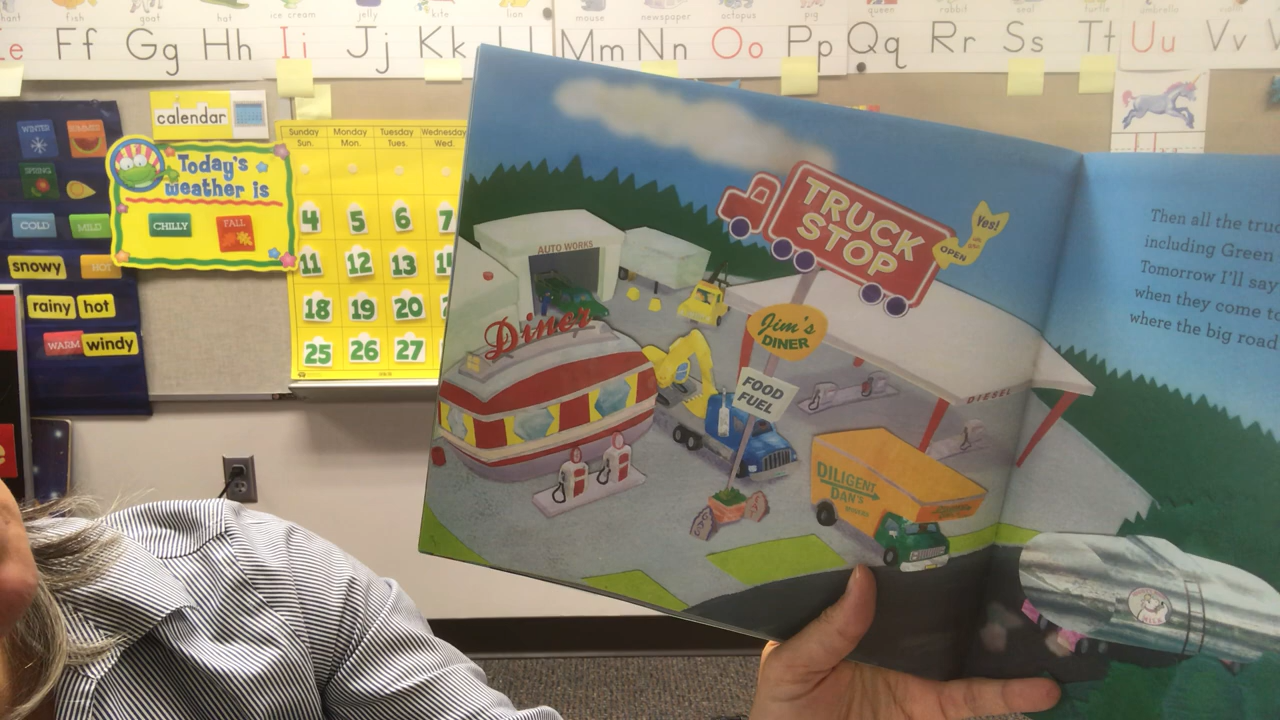 fish goat hat ice cream jelly kite lion mouse newspaper octopus pig queen rabbit seal turtle umbrella
Ee Ff Gg Hh Ii Jj Kk L Mm Nn Oo Pp Qq Rr Ss Tt Uu Vv
calendar
Today's
weather is
CHILLY
FALL
WINTER
SUMMER
SPRING
COLD
MILD
snowy
HOT
rainy
hot
WARM
windy
Sunday Monday Tuesday Wednesday
Sun. Mon. Tues. Wed.
4 5 6 7
11 12 13
18 19 20
25 26 27
AUTO WORKS
Diner
TRUCK
STOP
Yes!
OPEN
Jim's
DINER
FOOD
FUEL
DIESEL
DILIGENT
DAN'S
MILK
Then all the
including Green
Tomorrow I'll say
when they come
where the big road